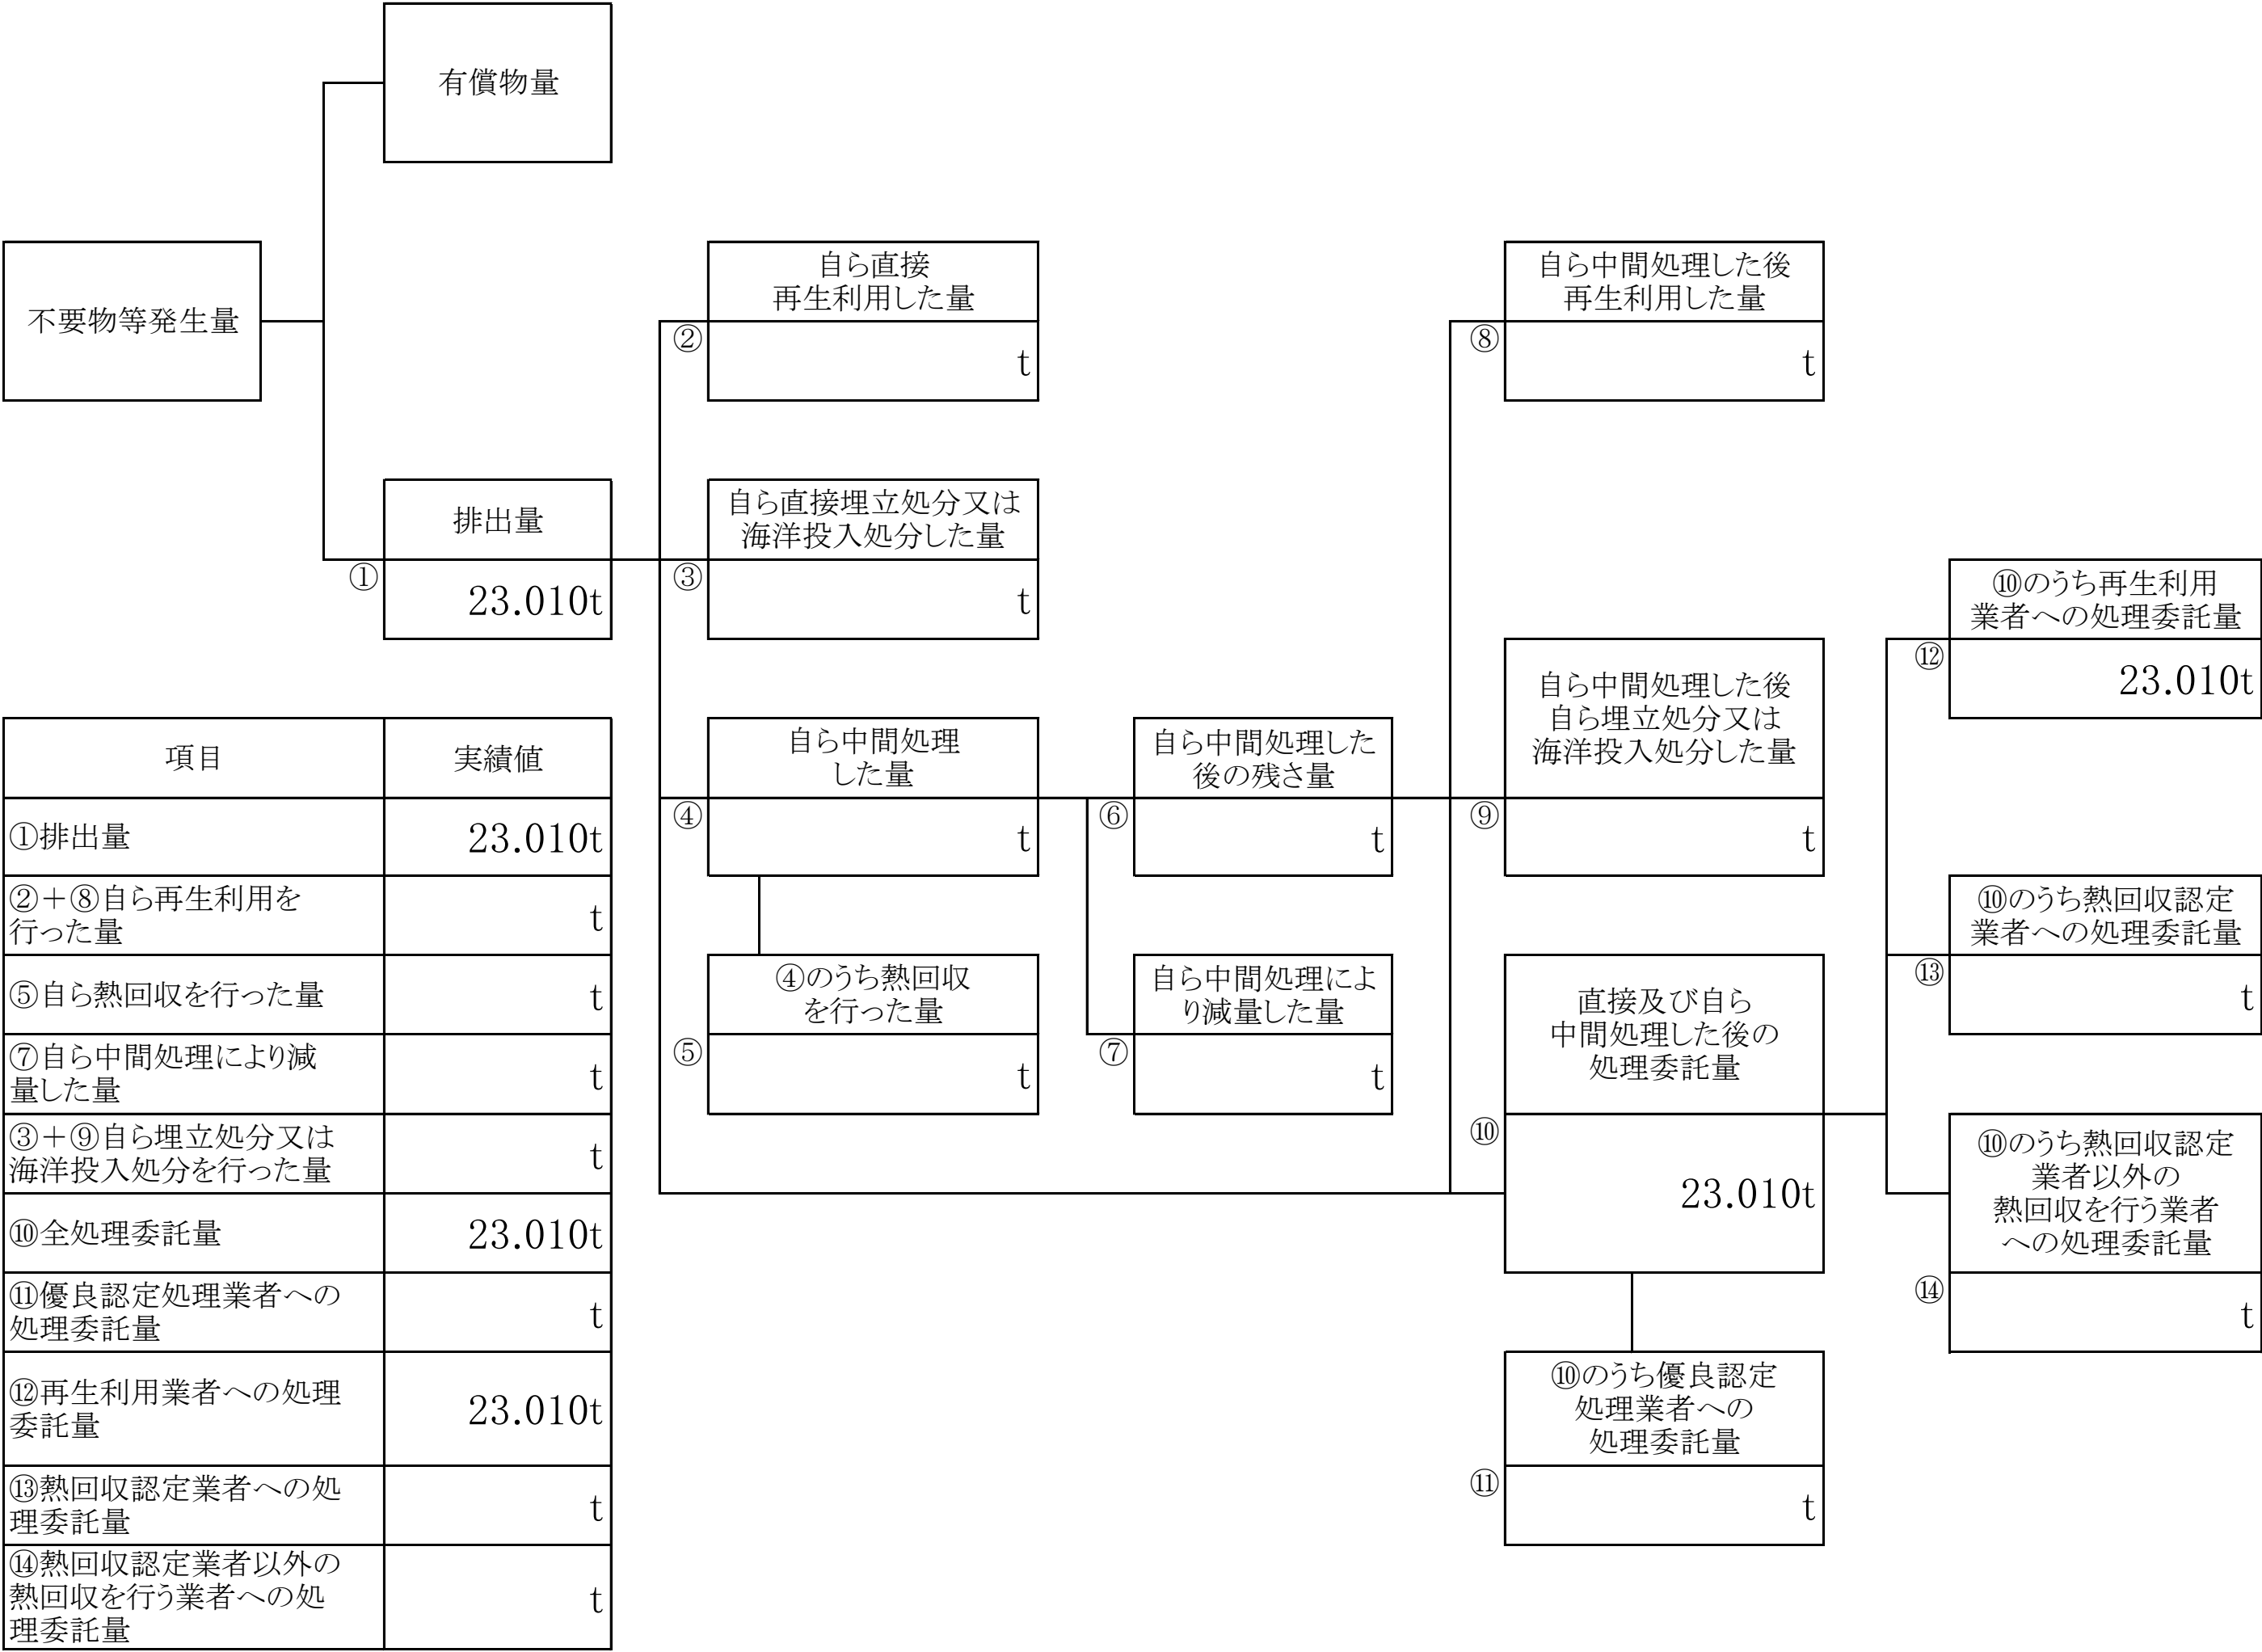 有償物量
不要物等発生量
排出量
①
23.010t
自ら直接
再生利用した量
②
t
自ら直接埋立処分又は
海洋投入処分した量
③
t
自ら中間処理
した量
④
t
④のうち熱回収
を行った量
⑤
t
自ら中間処理した
後の残さ量
⑥
t
自ら中間処理によ
り減量した量
⑦
t
自ら中間処理した後
再生利用した量
⑧
t
自ら中間処理した後
自ら埋立処分又は
海洋投入処分した量
⑨
t
直接及び自ら
中間処理した後の
処理委託量
⑩
23.010t
⑩のうち優良認定
処理業者への
処理委託量
⑪
t
⑩のうち再生利用
業者への処理委託量
⑫
23.010t
⑩のうち熱回収認定
業者への処理委託量
⑬
t
⑩のうち熱回収認定
業者以外の
熱回収を行う業者
への処理委託量
⑭
t
項目 実績値
①排出量 23.010t
②＋⑧自ら再生利用を
行った量
t
⑤自ら熱回収を行った量 t
⑦自ら中間処理により減
量した量
t
③＋⑨自ら埋立処分又は
海洋投入処分を行った量
t
⑩全処理委託量 23.010t
⑪優良認定処理業者への
処理委託量
t
⑫再生利用業者への処理
委託量
23.010t
⑬熱回収認定業者への処
理委託量
t
⑭熱回収認定業者以外の
熱回収を行う業者への処
理委託量
t